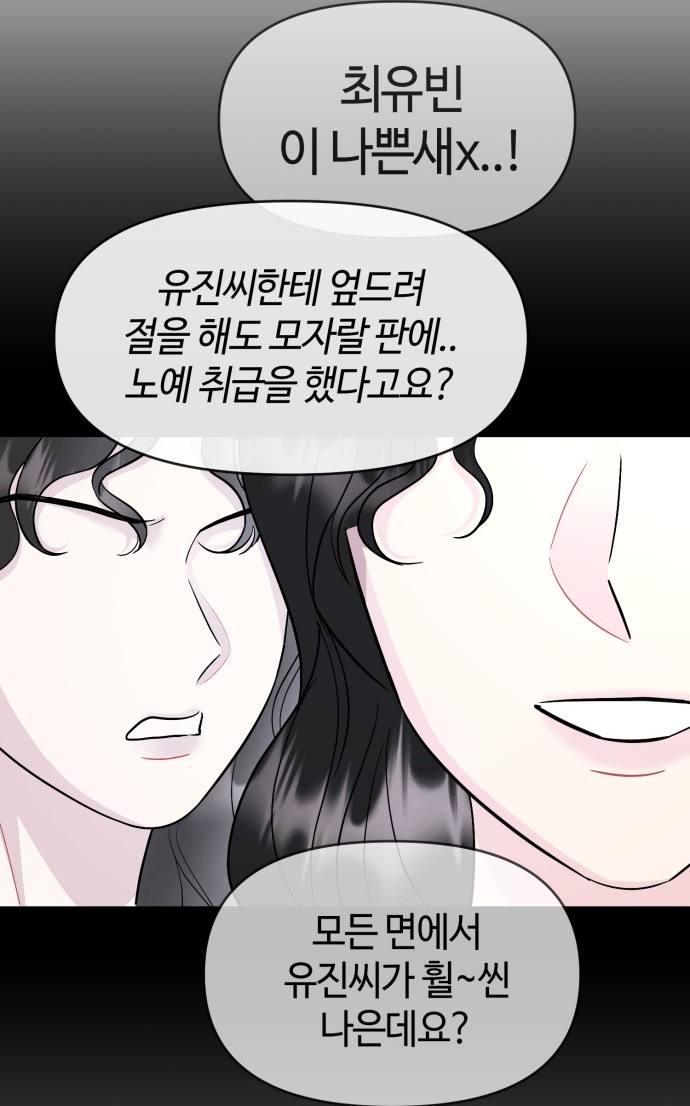 최유빈
이 나쁜새x..!
유진씨한테 엎드려
절을 해도 모자랄 판에..
노예 취급을 했다고요?
모든 면에서
유진씨가 훨~씬
나은데요?